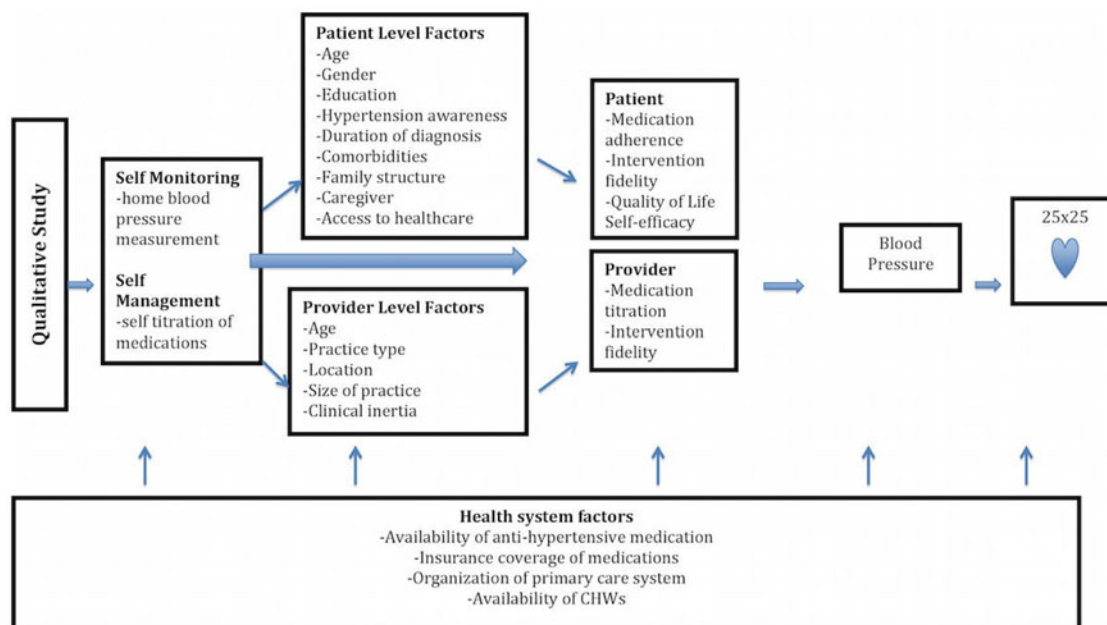 Qualitative Study
Self Monitoring
-home blood
pressure
measurement
Self
Management
-self titration of
medications
Patient Level Factors
-Age
-Gender
-Education
-Hypertension awareness
-Duration of diagnosis
-Comorbidities
-Family structure
-Caregiver
-Access to healthcare
Provider Level Factors
-Age
-Practice type
-Location
-Size of practice
-Clinical inertia
Patient
-Medication
adherence
-Intervention
fidelity
-Quality of Life
Self-efficacy
Provider
-Medication
titration
-Intervention
fidelity
Blood
Pressure
25x25
Health system factors
-Availability of anti-hypertensive medication
-Insurance coverage of medications
-Organization of primary care system
-Availability of CHWs